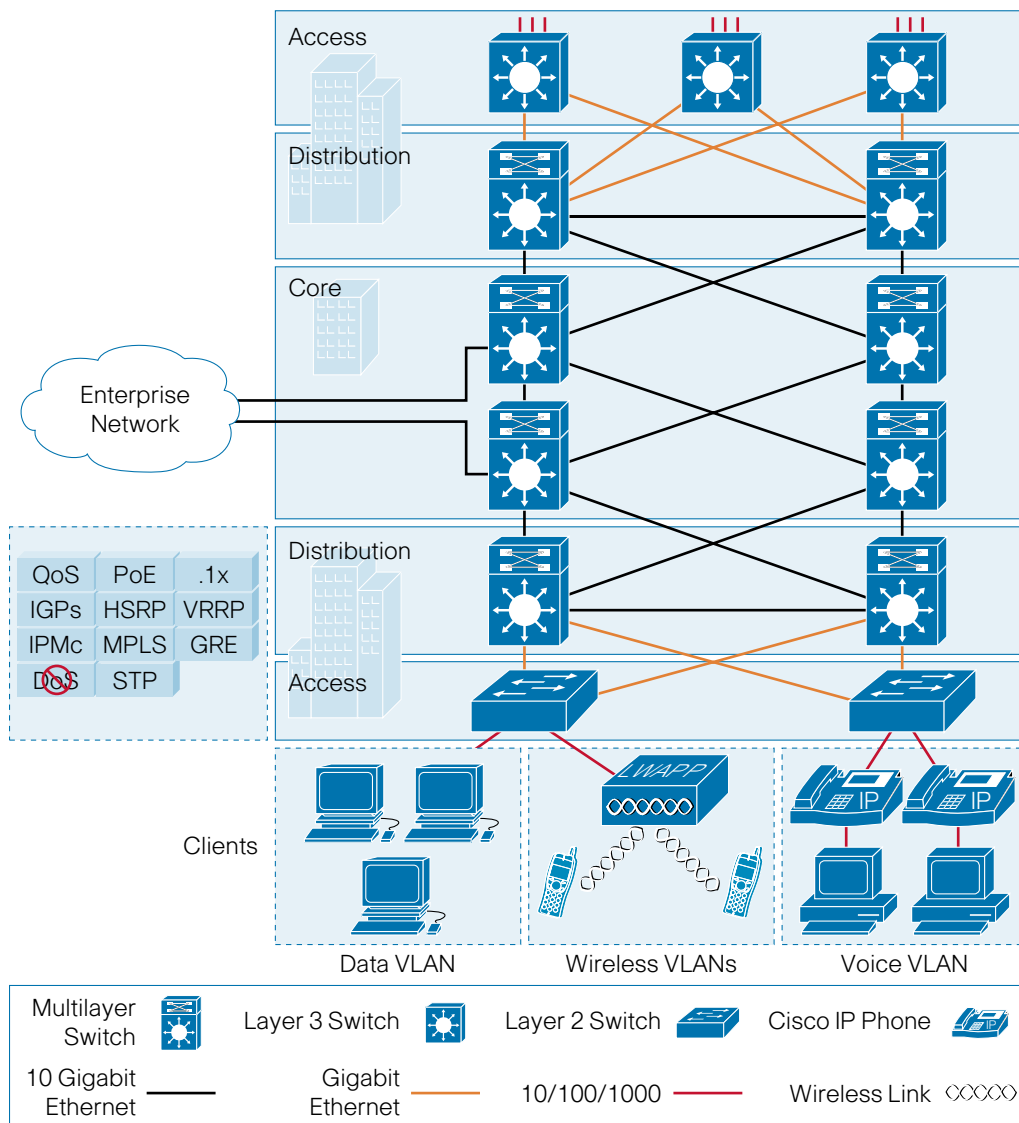 Access
Distribution
Core
Enterprise
Network
Distribution
QoS PoE .1x
IGPs HSRP VRRP
IPMc MPLS GRE
DoS STP
Access
LWAPP
IP IP
Clients
Data VLAN Wireless VLANs Voice VLAN
Multilayer
Switch
Layer 3 Switch
Layer 2 Switch
Cisco IP Phone
IP
10 Gigabit
Ethernet
Gigabit
Ethernet
10/100/1000
Wireless Link